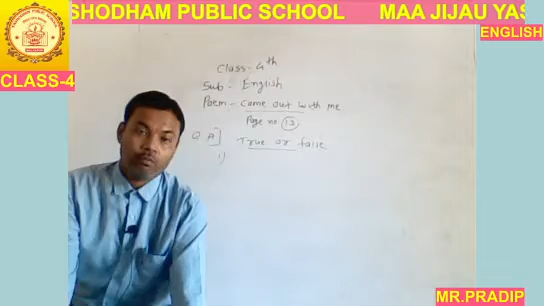 SHODHAM PUBLIC SCHOOL MAA JIJAU YAS
ENGLISH
CLASS-4
Class- 4th
Sub- English
Poem- Come out with me
Page no 12
Q A] True or false
1)
MR.PRADIP